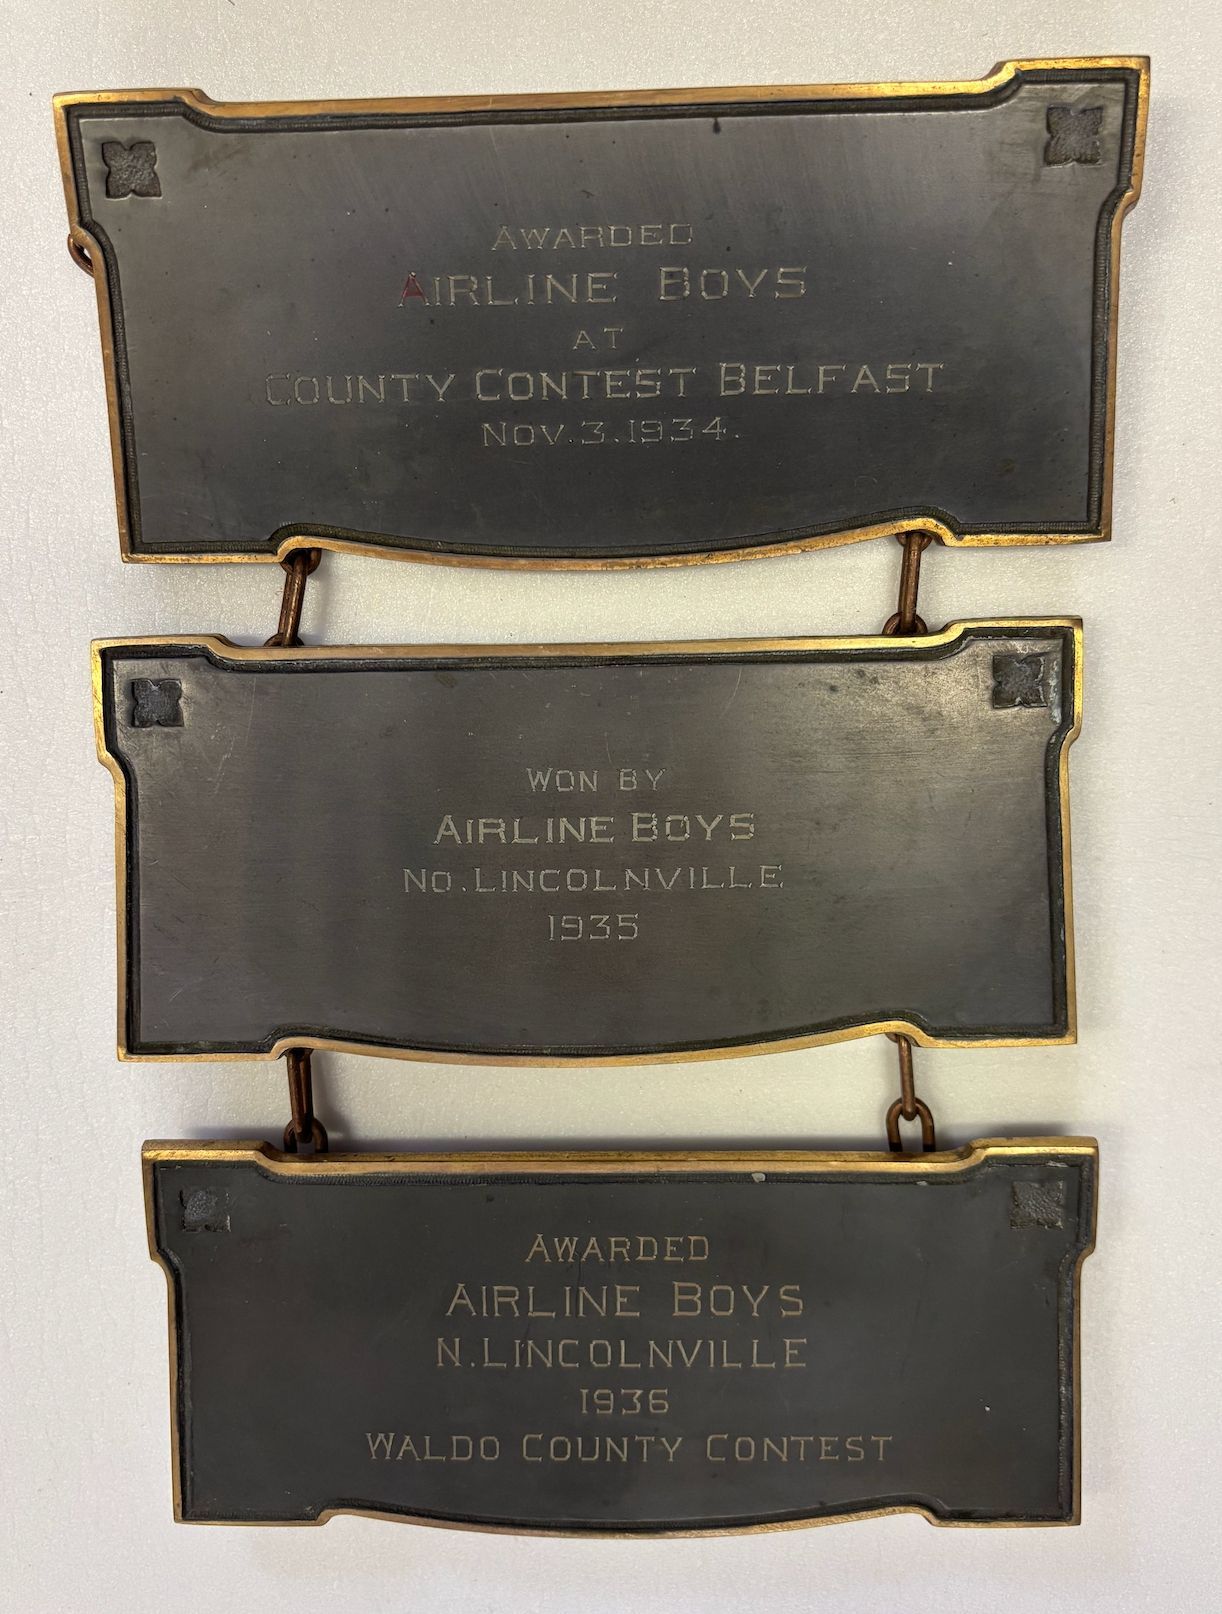 AWARDED
AIRLINE BOYS
AT
COUNTY CONTEST BELFAST
NOV. 3. 1934.
WON BY
AIRLINE BOYS
NO. LINCOLNVILLE
1935
AWARDED
AIRLINE BOYS
N. LINCOLNVILLE
1936
WALDO COUNTY CONTEST